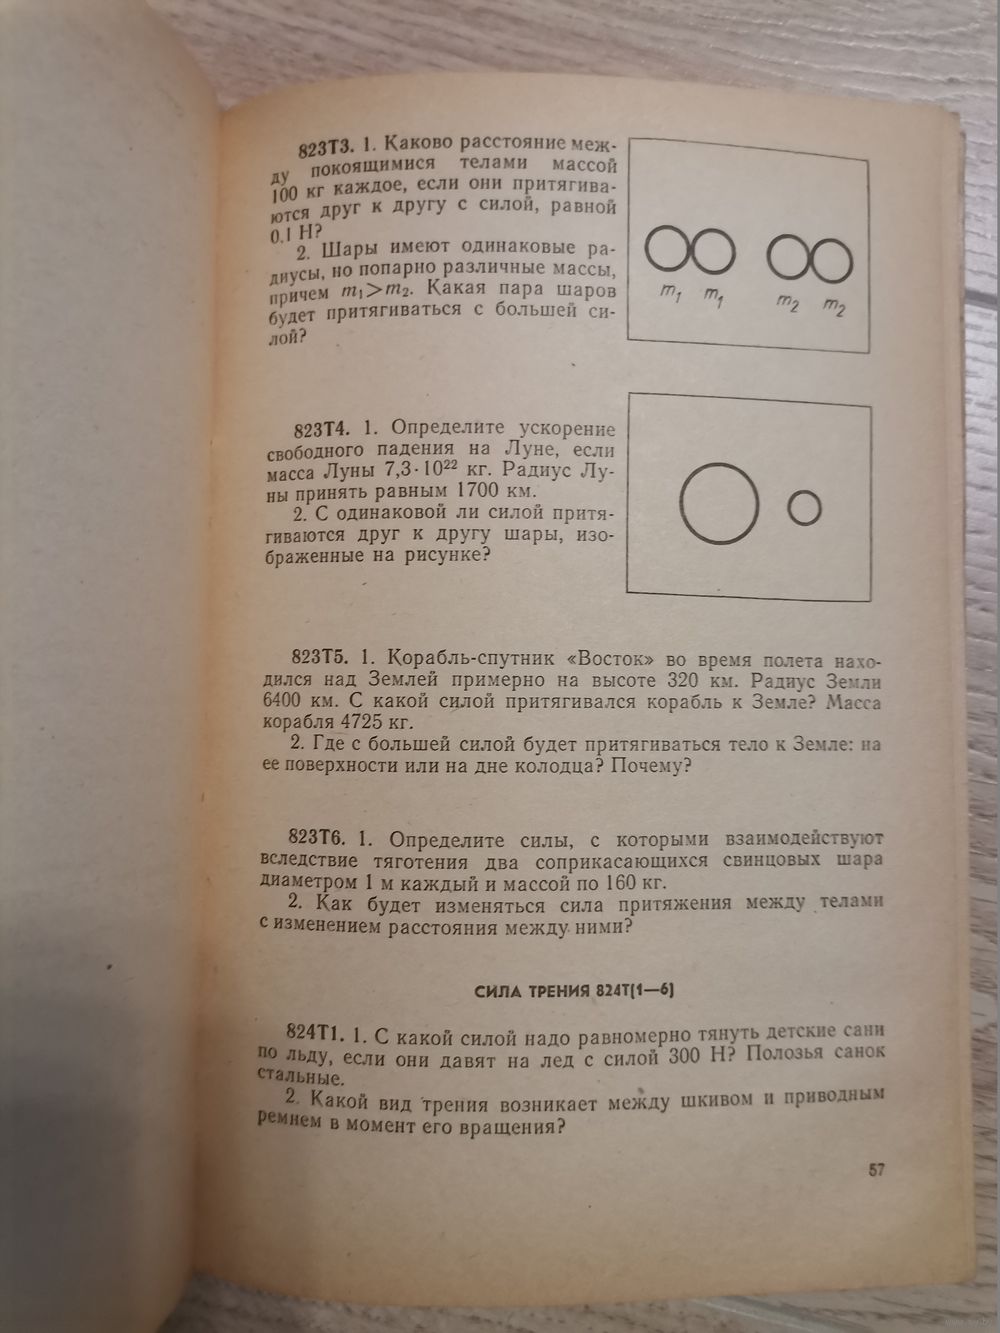 823Т3. 1. Каково расстояние меж-
ду покоящимися телами массой
100 кг каждое, если они притягива-
ются друг к другу с силой, равной
0,1 Н?
2. Шары имеют одинаковые ра-
диусы, но попарно различные массы,
причем m₁>m₂. Какая пара шаров
будет притягиваться с большей си-
лой?
m₁ m₁ m₂ m₂
823Т4. 1. Определите ускорение
свободного падения на Луне, если
масса Луны 7,3·10²² кг. Радиус Лу-
ны принять равным 1700 км.
2. С одинаковой ли силой притя-
гиваются друг к другу шары, изо-
браженные на рисунке?
823Т5. 1. Корабль-спутник «Восток» во время полета нахо-
дился над Землей примерно на высоте 320 км. Радиус Земли
6400 км. С какой силой притягивался корабль к Земле? Масса
корабля 4725 кг.
2. Где с большей силой будет притягиваться тело к Земле: на
ее поверхности или на дне колодца? Почему?
823Т6. 1. Определите силы, с которыми взаимодействуют
вследствие тяготения два соприкасающихся свинцовых шара
диаметром 1 м каждый и массой по 160 кг.
2. Как будет изменяться сила притяжения между телами
с изменением расстояния между ними?
СИЛА ТРЕНИЯ 824Т(1—6)
824Т1. 1. С какой силой надо равномерно тянуть детские сани
по льду, если они давят на лед с силой 300 Н? Полозья санок
стальные.
2. Какой вид трения возникает между шкивом и приводным
ремнем в момент его вращения?
57